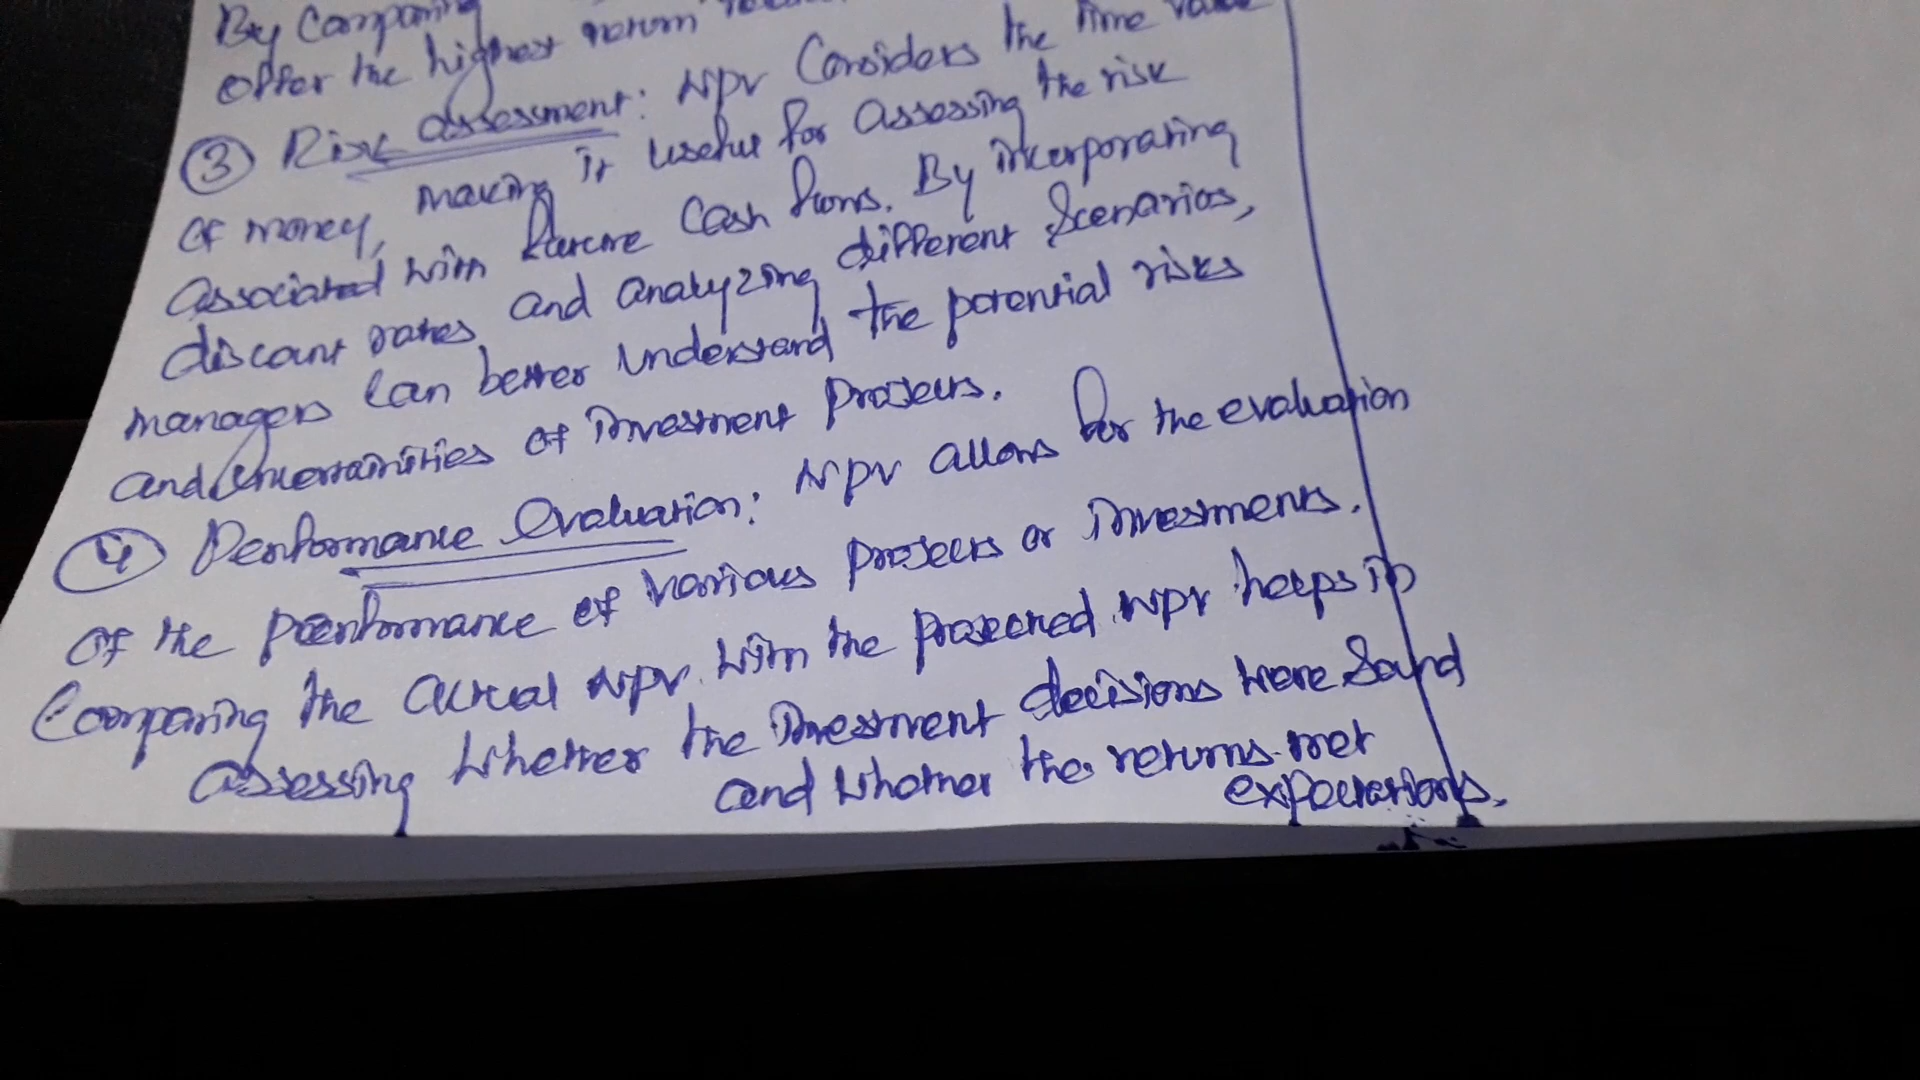 By Comparing
offer the highest return
③ Risk assessment: NPV Considers the Time value
of money, making it useful for assessing the risk
associated with future cash flows. By incorporating
discount rates and analyzing different scenarios,
managers can better understand the potential risks
and uncertainities of investment projects.
④ Performance evaluation: NPV allows for the evaluation
of the performance of various projects or investments.
Comparing the actual NPV with the projected NPV helps in
assessing whether the investment decisions were sound
and whether the returns met
expectations.